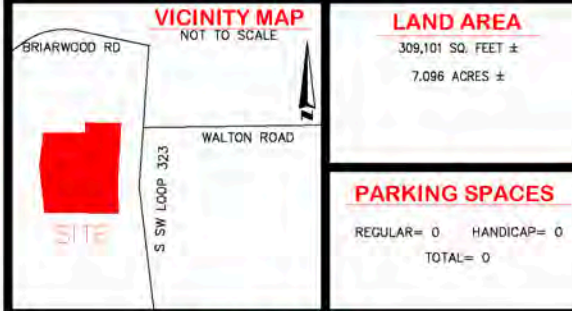 VICINITY MAP
NOT TO SCALE
BRIARWOOD RD
N
WALTON ROAD
S SW LOOP 323
SITE
LAND AREA
309,101 SQ. FEET ±
7.096 ACRES ±
PARKING SPACES
REGULAR= 0 HANDICAP= 0
TOTAL= 0